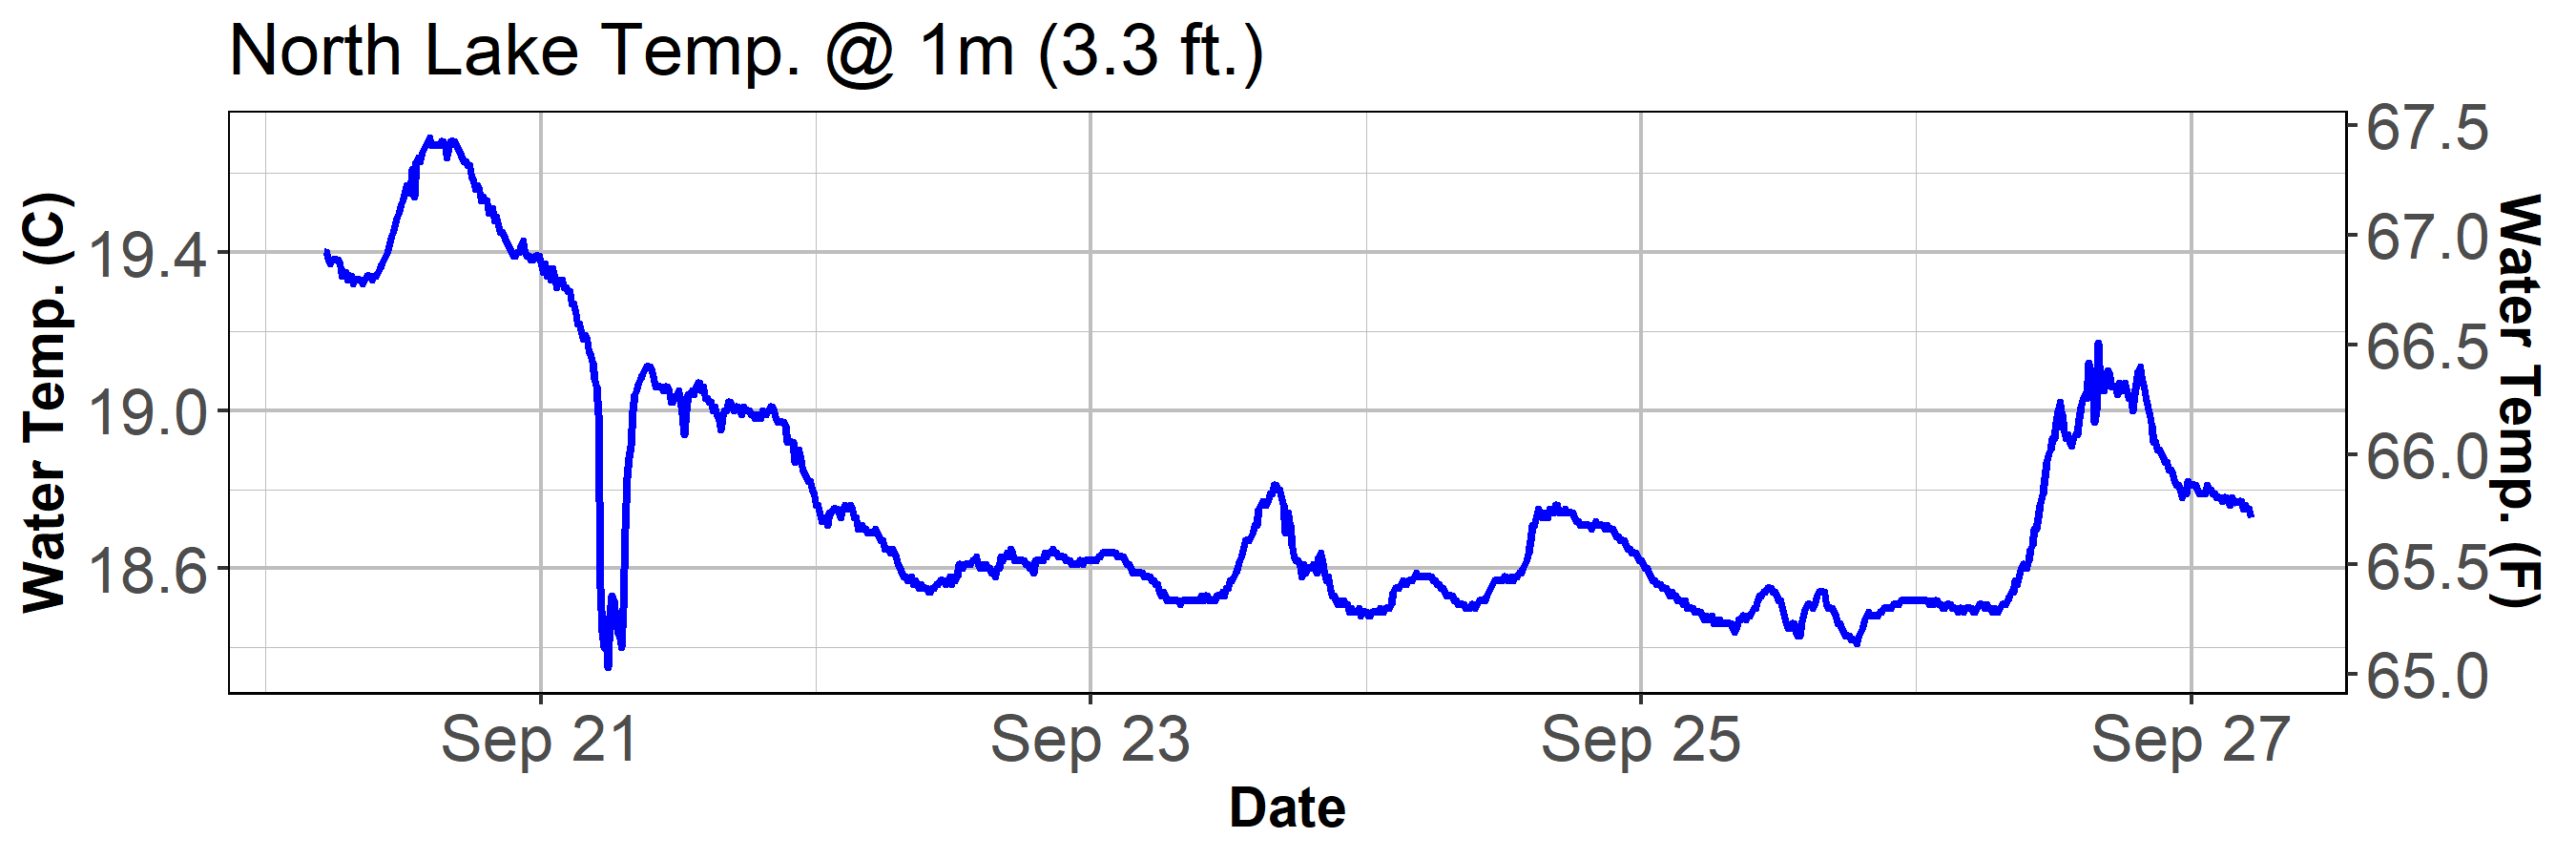 North Lake Temp. @ 1m (3.3 ft.)
Water Temp. (C)
19.4
19.0
18.6
67.5
67.0
66.5
66.0
65.5
65.0
Water Temp. (F)
Sep 21
Sep 23
Sep 25
Sep 27
Date